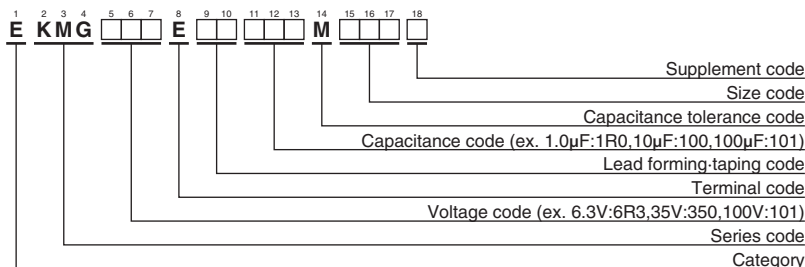 1 2 3 4 5 6 7 8 9 10 11 12 13 14 15 16 17 18
E KMG E M
Supplement code
Size code
Capacitance tolerance code
Capacitance code (ex. 1.0µF:1R0,10µF:100,100µF:101)
Lead forming·taping code
Terminal code
Voltage code (ex. 6.3V:6R3,35V:350,100V:101)
Series code
Category